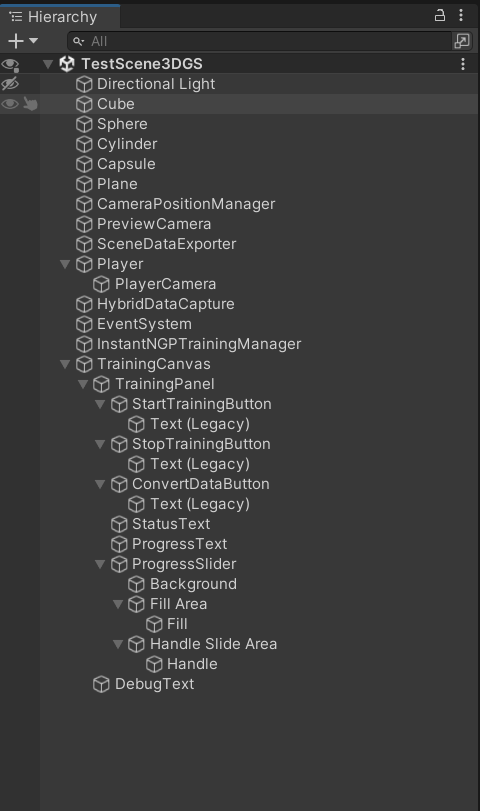 Hierarchy
All
TestScene3DGS
Directional Light
Cube
Sphere
Cylinder
Capsule
Plane
CameraPositionManager
PreviewCamera
SceneDataExporter
Player
PlayerCamera
HybridDataCapture
EventSystem
InstantNGPTrainingManager
TrainingCanvas
TrainingPanel
StartTrainingButton
Text (Legacy)
StopTrainingButton
Text (Legacy)
ConvertDataButton
Text (Legacy)
StatusText
ProgressText
ProgressSlider
Background
Fill Area
Fill
Handle Slide Area
Handle
DebugText